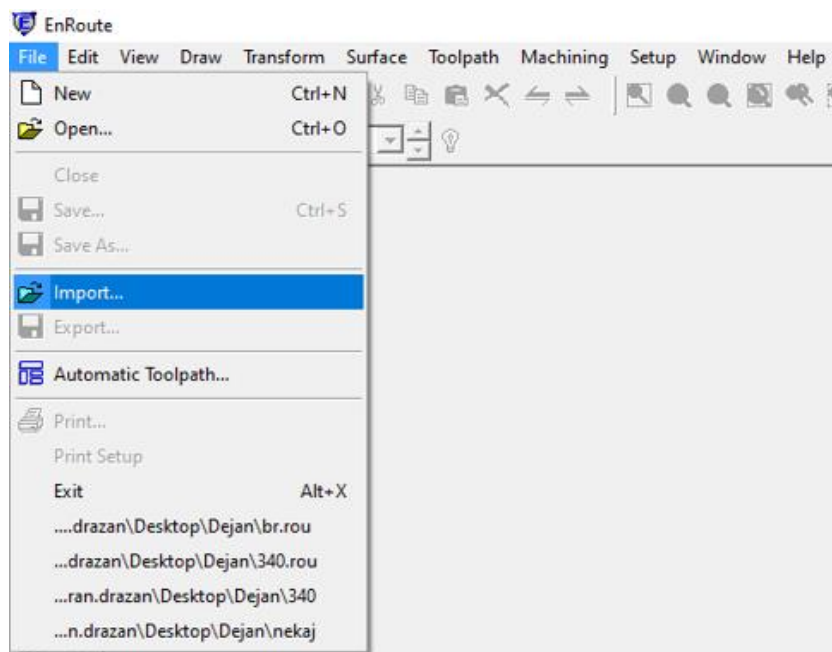 EnRoute
File Edit View Draw Transform Surface Toolpath Machining Setup Window Help
New Ctrl+N
Open... Ctrl+O
Close
Save... Ctrl+S
Save As...
Import...
Export...
Automatic Toolpath...
Print...
Print Setup
Exit Alt+X
....drazan\Desktop\Dejan\br.rou
...drazan\Desktop\Dejan\340.rou
...ran.drazan\Desktop\Dejan\340
...n.drazan\Desktop\Dejan\nekaj